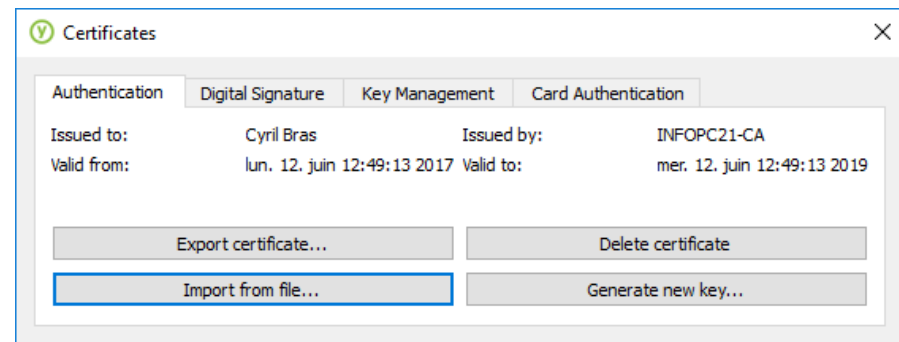 Certificates
Authentication Digital Signature Key Management Card Authentication
Issued to: Cyril Bras Issued by: INFOPC21-CA
Valid from: lun. 12. juin 12:49:13 2017 Valid to: mer. 12. juin 12:49:13 2019
Export certificate... Delete certificate
Import from file... Generate new key...